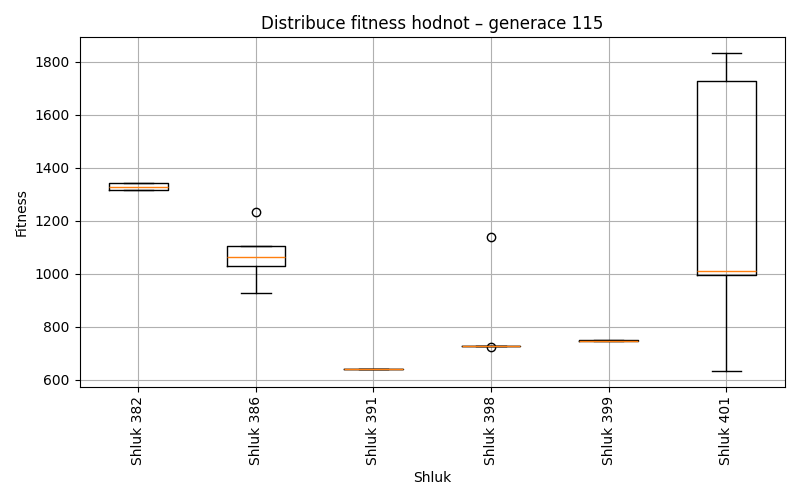 Distribuce fitness hodnot – generace 115
Fitness
1800
1600
1400
1200
1000
800
600
Shluk 382
Shluk 386
Shluk 391
Shluk 398
Shluk 399
Shluk 401
Shluk